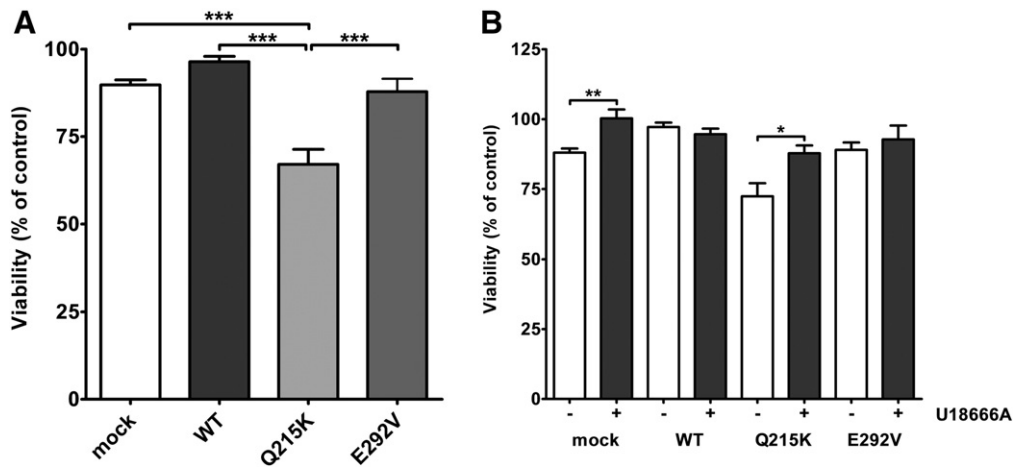 A
***
*** ***
Viability (% of control)
100
75
50
25
0
mock WT Q215K E292V
B
Viability (% of control)
125
100
75
50
25
0
**
*
- + - + - + - + U18666A
mock WT Q215K E292V